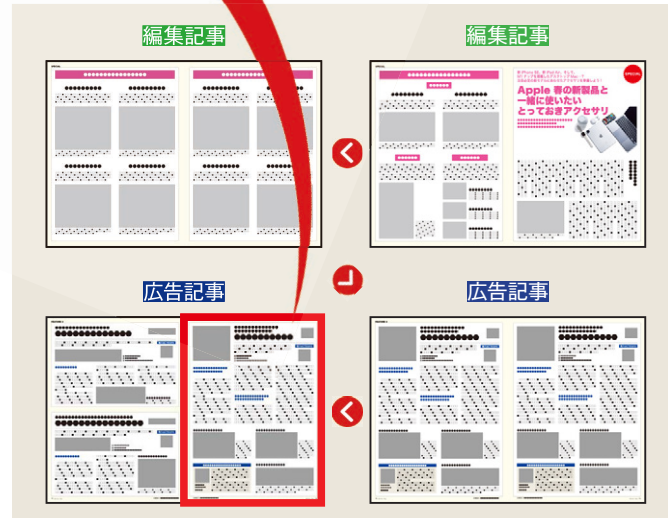 編集記事
編集記事
SPECIAL
Apple 春の新製品と
一緒に使いたい
とっておきアクセサリ
広告記事
広告記事